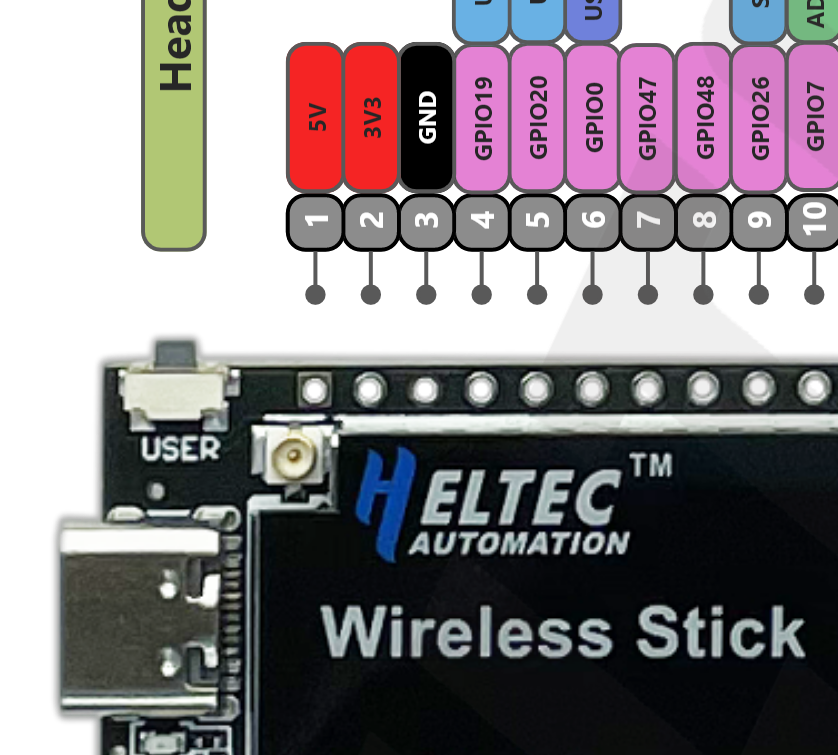 Head
5V
3V3
GND
GPIO19
GPIO20
GPIO0
GPIO47
GPIO48
GPIO26
GPIO7
1
2
3
4
5
6
7
8
9
10
USER
HELTEC™
AUTOMATION
Wireless Stick